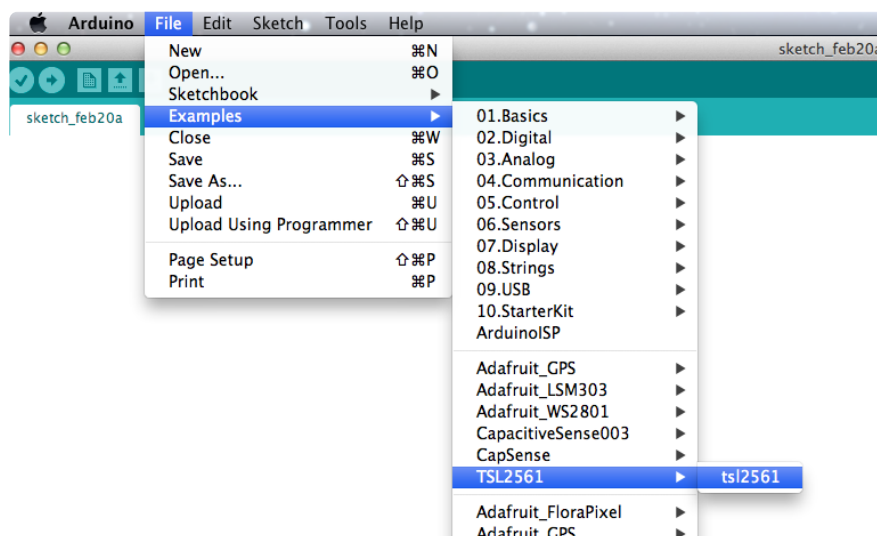 Arduino File Edit Sketch Tools Help
sketch_feb20a
sketch_feb20a
New ⌘N
Open... ⌘O
Sketchbook ▶
Examples ▶
Close ⌘W
Save ⌘S
Save As... ⇧⌘S
Upload ⌘U
Upload Using Programmer ⇧⌘U
Page Setup ⇧⌘P
Print ⌘P
01.Basics ▶
02.Digital ▶
03.Analog ▶
04.Communication ▶
05.Control ▶
06.Sensors ▶
07.Display ▶
08.Strings ▶
09.USB ▶
10.StarterKit ▶
ArduinoISP
Adafruit_GPS ▶
Adafruit_LSM303 ▶
Adafruit_WS2801 ▶
CapacitiveSense003 ▶
CapSense ▶
TSL2561 ▶
tsl2561
Adafruit_FloraPixel ▶
Adafruit_GPS ▶